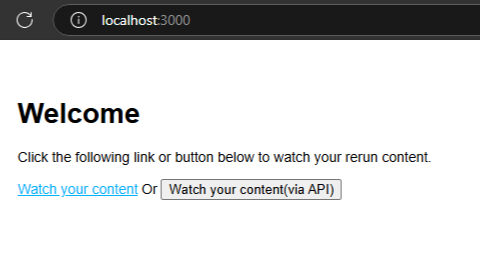 localhost:3000
Welcome
Click the following link or button below to watch your rerun content.
Watch your content Or Watch your content(via API)